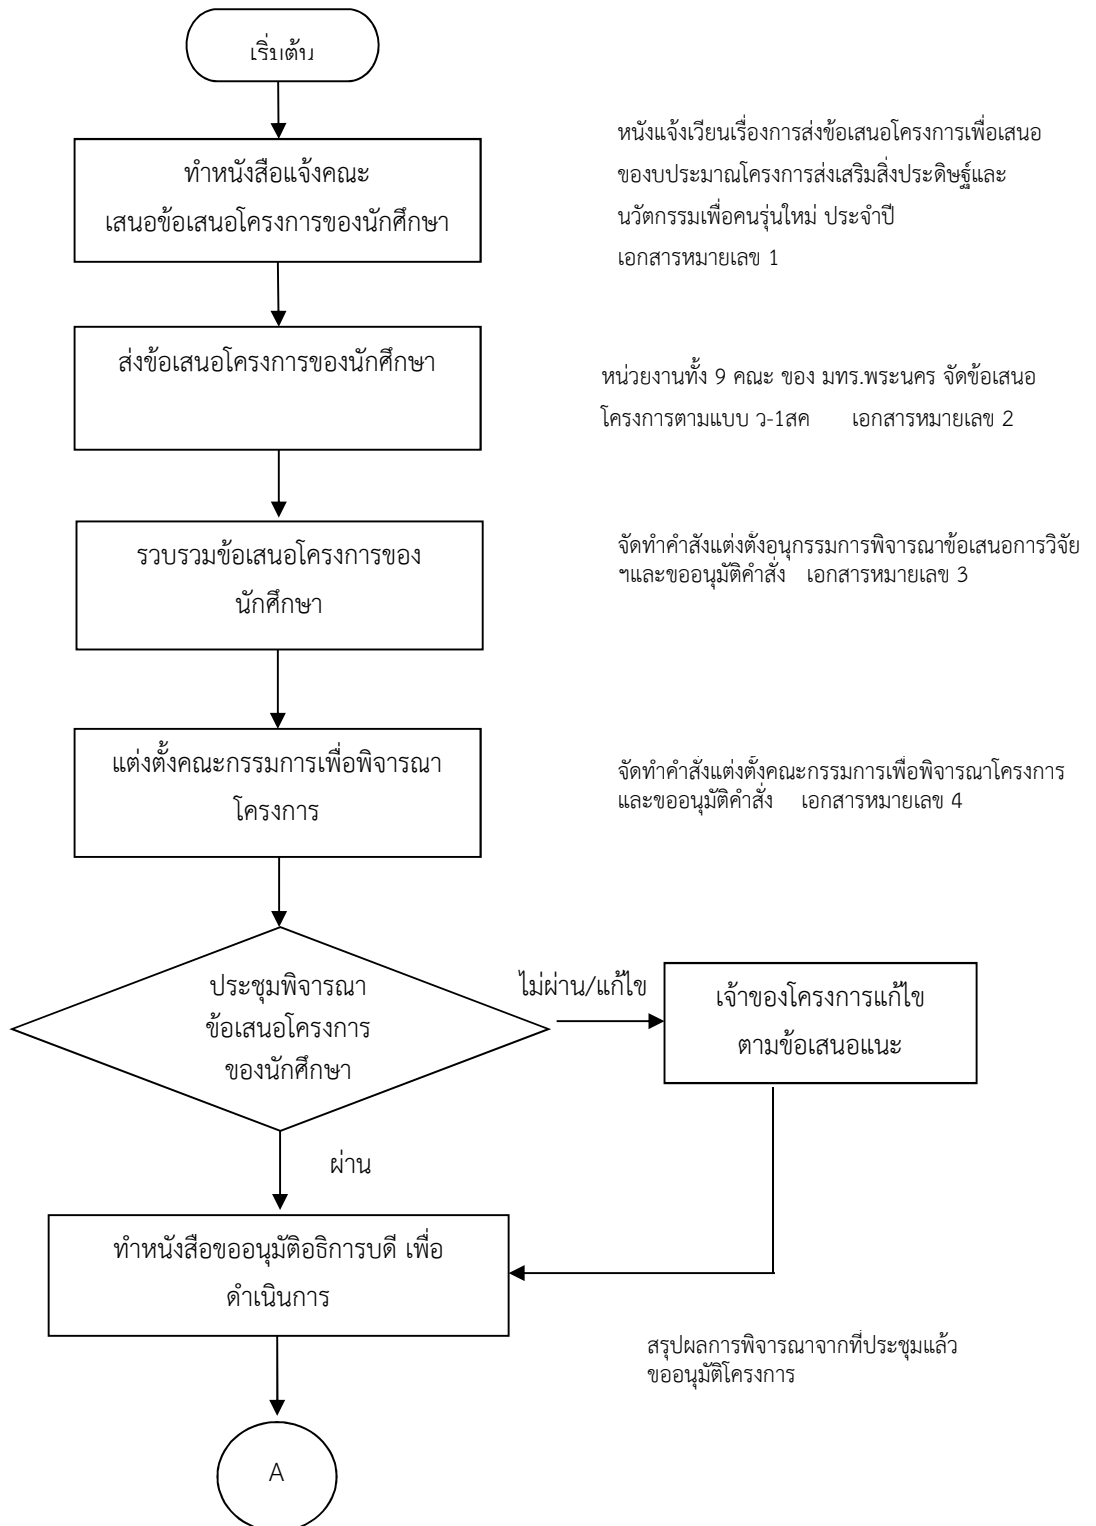 เริ่มต้น
ทำหนังสือแจ้งคณะ
เสนอข้อเสนอโครงการของนักศึกษา
หนังแจ้งเวียนเรื่องการส่งข้อเสนอโครงการเพื่อเสนอ
ของบประมาณโครงการส่งเสริมสิ่งประดิษฐ์และ
นวัตกรรมเพื่อคนรุ่นใหม่ ประจำปี
เอกสารหมายเลข 1
ส่งข้อเสนอโครงการของนักศึกษา
หน่วยงานทั้ง 9 คณะ ของ มทร.พระนคร จัดข้อเสนอ
โครงการตามแบบ ว-1สค เอกสารหมายเลข 2
รวบรวมข้อเสนอโครงการของ
นักศึกษา
จัดทำคำสั่งแต่งตั้งอนุกรรมการพิจารณาข้อเสนอการวิจัย
ฯและขออนุมัติคำสั่ง เอกสารหมายเลข 3
แต่งตั้งคณะกรรมการเพื่อพิจารณา
โครงการ
จัดทำคำสั่งแต่งตั้งคณะกรรมการเพื่อพิจารณาโครงการ
และขออนุมัติคำสั่ง เอกสารหมายเลข 4
ประชุมพิจารณา
ข้อเสนอโครงการ
ของนักศึกษา
ไม่ผ่าน/แก้ไข
เจ้าของโครงการแก้ไข
ตามข้อเสนอแนะ
ผ่าน
ทำหนังสือขออนุมัติอธิการบดี เพื่อ
ดำเนินการ
สรุปผลการพิจารณาจากที่ประชุมแล้ว
ขออนุมัติโครงการ
A